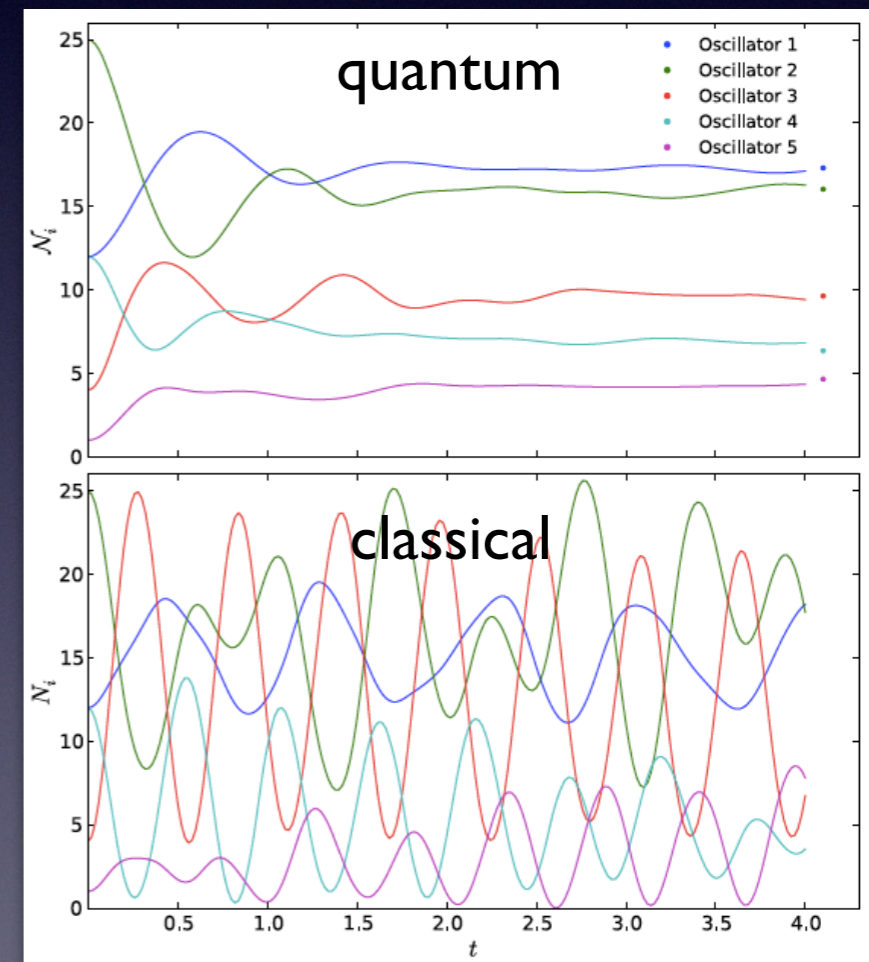 quantum
Oscillator 1
Oscillator 2
Oscillator 3
Oscillator 4
Oscillator 5
25
20
15
10
5
0
𝒩ᵢ
classical
25
20
15
10
5
0
Nᵢ
0.5 1.0 1.5 2.0 2.5 3.0 3.5 4.0
t